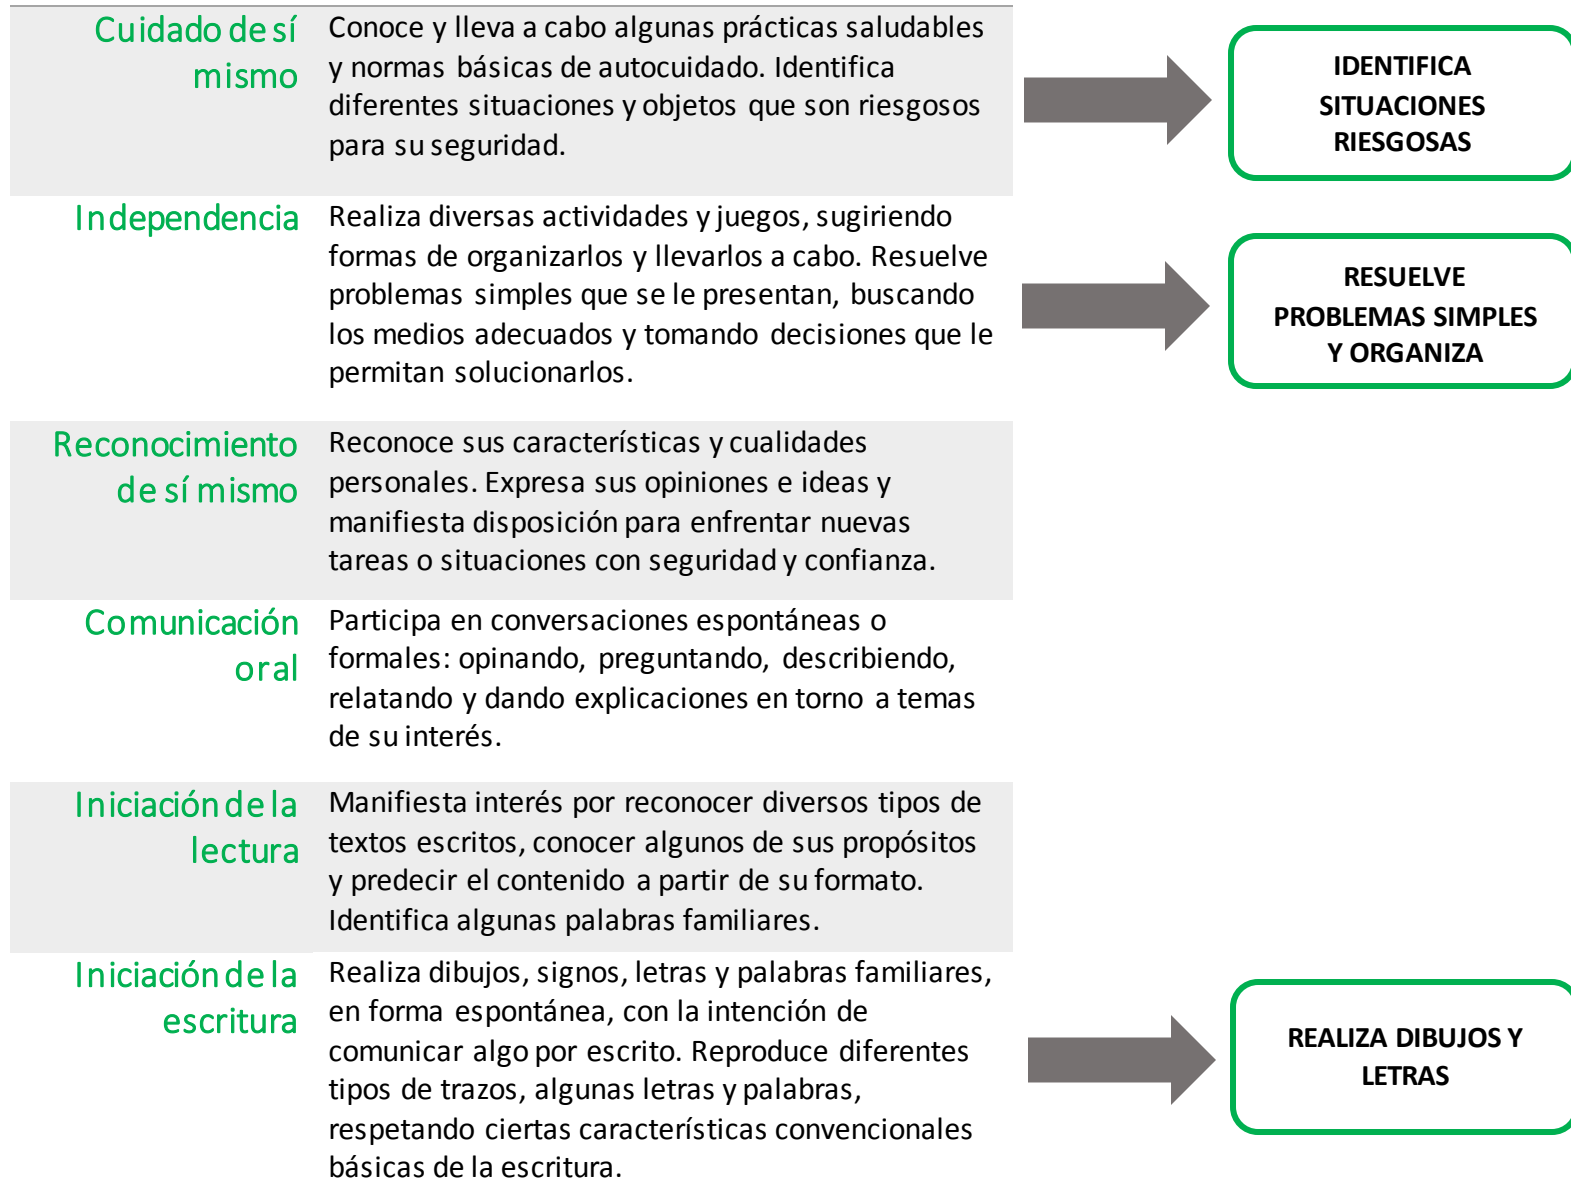 Cuidado de sí
mismo
Conoce y lleva a cabo algunas prácticas saludables
y normas básicas de autocuidado. Identifica
diferentes situaciones y objetos que son riesgosos
para su seguridad.
IDENTIFICA
SITUACIONES
RIESGOSAS
Independencia
Realiza diversas actividades y juegos, sugiriendo
formas de organizarlos y llevarlos a cabo. Resuelve
problemas simples que se le presentan, buscando
los medios adecuados y tomando decisiones que le
permitan solucionarlos.
RESUELVE
PROBLEMAS SIMPLES
Y ORGANIZA
Reconocimiento
de sí mismo
Reconoce sus características y cualidades
personales. Expresa sus opiniones e ideas y
manifiesta disposición para enfrentar nuevas
tareas o situaciones con seguridad y confianza.
Comunicación
oral
Participa en conversaciones espontáneas o
formales: opinando, preguntando, describiendo,
relatando y dando explicaciones en torno a temas
de su interés.
Iniciación de la
lectura
Manifiesta interés por reconocer diversos tipos de
textos escritos, conocer algunos de sus propósitos
y predecir el contenido a partir de su formato.
Identifica algunas palabras familiares.
Iniciación de la
escritura
Realiza dibujos, signos, letras y palabras familiares,
en forma espontánea, con la intención de
comunicar algo por escrito. Reproduce diferentes
tipos de trazos, algunas letras y palabras,
respetando ciertas características convencionales
básicas de la escritura.
REALIZA DIBUJOS Y
LETRAS